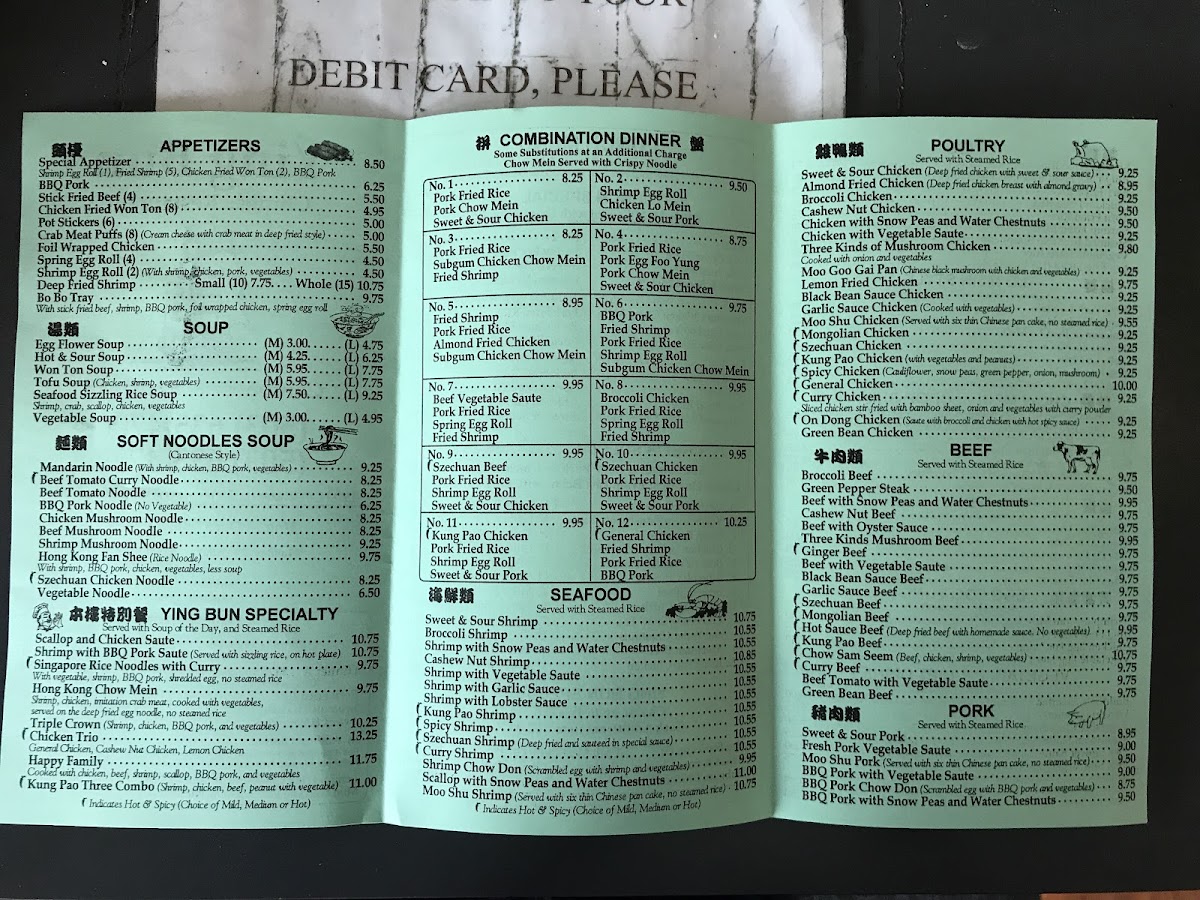 YOUR
DEBIT CARD, PLEASE
APPETIZERS
Special Appetizer 8.50
Shrimp Egg Roll (1), Fried Shrimp (5), Chicken Fried Won Ton (2), BBQ Pork
BBQ Pork 6.25
Stick Fried Beef (4) 5.50
Chicken Fried Won Ton (8) 4.95
Pot Stickers (6) 5.00
Crab Meat Puffs (8) (Cream cheese with crab meat in deep fried style) 5.00
Foil Wrapped Chicken 5.50
Spring Egg Roll (4) 4.50
Shrimp Egg Roll (2) (With shrimp, chicken, pork, vegetables) 4.50
Deep Fried Shrimp Small (10) 7.75.... Whole (15) 10.75
Bo Bo Tray 9.75
With stick fried beef, shrimp, BBQ pork, foil wrapped chicken, spring egg roll
湯類 SOUP
Egg Flower Soup (M) 3.00 (L) 4.75
Hot & Sour Soup (M) 4.25 (L) 6.25
Won Ton Soup (M) 5.95 (L) 7.75
Tofu Soup (Chicken, shrimp, vegetables) (M) 5.95 (L) 7.75
Seafood Sizzling Rice Soup (M) 7.50 (L) 9.25
Shrimp, crab, scallop, chicken, vegetables
Vegetable Soup (M) 3.00 (L) 4.95
麵類 SOFT NOODLES SOUP
(Cantonese Style)
Mandarin Noodle (With shrimp, chicken, BBQ pork, vegetables) 9.25
Beef Tomato Curry Noodle 8.25
Beef Tomato Noodle 8.25
BBQ Pork Noodle (No Vegetable) 6.25
Chicken Mushroom Noodle 8.25
Beef Mushroom Noodle 8.25
Shrimp Mushroom Noodle 9.25
Hong Kong Fan Shee (Rice Noodle) 9.75
With shrimp, BBQ pork, chicken, vegetables, less soup
Szechuan Chicken Noodle 8.25
Vegetable Noodle 6.50
本樓特別餐 YING BUN SPECIALTY
Served with Soup of the Day, and Steamed Rice
Scallop and Chicken Saute 10.75
Shrimp with BBQ Pork Saute (Served with sizzling rice, on hot plate) 10.75
Singapore Rice Noodles with Curry 9.75
With vegetable, shrimp, BBQ pork, shredded egg, no steamed rice
Hong Kong Chow Mein 9.75
Shrimp, chicken, imitation crab meat, cooked with vegetables,
served on the deep fried egg noodle, no steamed rice
Triple Crown (Shrimp, chicken, BBQ pork, and vegetables) 10.25
Chicken Trio 13.25
General Chicken, Cashew Nut Chicken, Lemon Chicken
Happy Family 11.75
Cooked with chicken, beef, shrimp, scallop, BBQ pork, and vegetables
Kung Pao Three Combo (Shrimp, chicken, beef, peanut with vegetable) 11.00
Indicates Hot & Spicy (Choice of Mild, Medium or Hot)
拼 COMBINATION DINNER 盤
Some Substitutions at an Additional Charge
Chow Mein Served with Crispy Noodle
No. 1 8.25
Pork Fried Rice
Pork Chow Mein
Sweet & Sour Chicken
No. 2 9.50
Shrimp Egg Roll
Chicken Lo Mein
Sweet & Sour Pork
No. 3 8.25
Pork Fried Rice
Subgum Chicken Chow Mein
Fried Shrimp
No. 4 8.75
Pork Fried Rice
Pork Egg Foo Yung
Pork Chow Mein
Sweet & Sour Chicken
No. 5 8.95
Fried Shrimp
Pork Fried Rice
Almond Fried Chicken
Subgum Chicken Chow Mein
No. 6 9.75
BBQ Pork
Fried Shrimp
Pork Fried Rice
Shrimp Egg Roll
Subgum Chicken Chow Mein
No. 7 9.95
Beef Vegetable Saute
Pork Fried Rice
Spring Egg Roll
Fried Shrimp
No. 8 9.95
Broccoli Chicken
Pork Fried Rice
Spring Egg Roll
Fried Shrimp
No. 9 9.95
Szechuan Beef
Pork Fried Rice
Shrimp Egg Roll
Sweet & Sour Chicken
No. 10 9.95
Szechuan Chicken
Pork Fried Rice
Shrimp Egg Roll
Sweet & Sour Pork
No. 11 9.95
Kung Pao Chicken
Pork Fried Rice
Shrimp Egg Roll
Sweet & Sour Pork
No. 12 10.25
General Chicken
Fried Shrimp
Pork Fried Rice
BBQ Pork
海鮮類 SEAFOOD
Served with Steamed Rice
Sweet & Sour Shrimp 10.75
Broccoli Shrimp 10.55
Shrimp with Snow Peas and Water Chestnuts 10.55
Cashew Nut Shrimp 10.85
Shrimp with Vegetable Saute 10.55
Shrimp with Garlic Sauce 10.55
Shrimp with Lobster Sauce 10.55
Kung Pao Shrimp 10.55
Spicy Shrimp 10.55
Szechuan Shrimp (Deep fried and sauteed in special sauce) 10.55
Curry Shrimp 10.55
Shrimp Chow Don (Scrambled egg with shrimp and vegetables) 9.95
Scallop with Snow Peas and Water Chestnuts 11.00
Moo Shu Shrimp (Served with six thin Chinese pan cake, no steamed rice) 10.75
Indicates Hot & Spicy (Choice of Mild, Medium or Hot)
雞鴨類 POULTRY
Served with Steamed Rice
Sweet & Sour Chicken (Deep fried chicken with sweet & sour sauce) 9.25
Almond Fried Chicken (Deep fried chicken breast with almond gravy) 8.95
Broccoli Chicken 9.25
Cashew Nut Chicken 9.50
Chicken with Snow Peas and Water Chestnuts 9.50
Chicken with Vegetable Saute 9.25
Three Kinds of Mushroom Chicken 9.80
Cooked with onion and vegetables
Moo Goo Gai Pan (Chinese black mushroom with chicken and vegetables) 9.25
Lemon Fried Chicken 9.75
Black Bean Sauce Chicken 9.25
Garlic Sauce Chicken (Cooked with vegetables) 9.25
Moo Shu Chicken (Served with six thin Chinese pan cake, no steamed rice) 9.55
Mongolian Chicken 9.25
Szechuan Chicken 9.25
Kung Pao Chicken (with vegetables and peanuts) 9.25
Spicy Chicken (Cauliflower, snow peas, green pepper, onion, mushroom) 9.25
General Chicken 10.00
Curry Chicken 9.25
Sliced chicken stir fried with bamboo sheet, onion and vegetables with curry powder
On Dong Chicken (Saute with broccoli and chicken with hot spicy sauce) 9.25
Green Bean Chicken 9.25
牛肉類 BEEF
Served with Steamed Rice
Broccoli Beef 9.75
Green Pepper Steak 9.50
Beef with Snow Peas and Water Chestnuts 9.95
Cashew Nut Beef 9.75
Beef with Oyster Sauce 9.75
Three Kinds Mushroom Beef 9.95
Ginger Beef 9.75
Beef with Vegetable Saute 9.75
Black Bean Sauce Beef 9.75
Garlic Sauce Beef 9.75
Szechuan Beef 9.75
Mongolian Beef 9.75
Hot Sauce Beef (Deep fried beef with homemade sauce. No vegetables) 9.95
Kung Pao Beef 9.75
Chow Sam Seem (Beef, chicken, shrimp, vegetables) 10.75
Curry Beef 9.75
Beef Tomato with Vegetable Saute 9.75
Green Bean Beef 9.75
豬肉類 PORK
Served with Steamed Rice
Sweet & Sour Pork 8.95
Fresh Pork Vegetable Saute 9.00
Moo Shu Pork (Served with six thin Chinese pan cake, no steamed rice) 9.50
BBQ Pork with Vegetable Saute 9.00
BBQ Pork Chow Don (Scrambled egg with BBQ pork and vegetables) 8.75
BBQ Pork with Snow Peas and Water Chestnuts 9.50